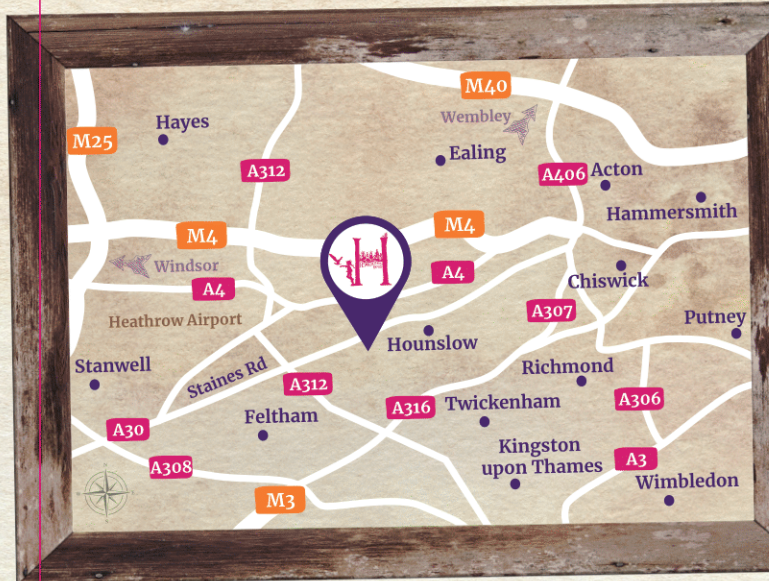 M40
Hayes
Wembley
M25
Ealing
A312
A406
Acton
Hammersmith
M4
M4
H
Windsor
A4
Chiswick
A4
Heathrow Airport
A307
Putney
Hounslow
Stanwell
Richmond
Staines Rd
A312
A306
Twickenham
A316
Feltham
A30
Kingston
upon Thames
A3
A308
Wimbledon
M3